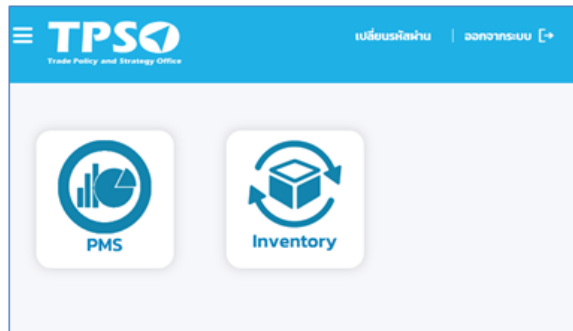 TPSO
Trade Policy and Strategy Office
เปลี่ยนรหัสผ่าน | ออกจากระบบ
PMS
Inventory